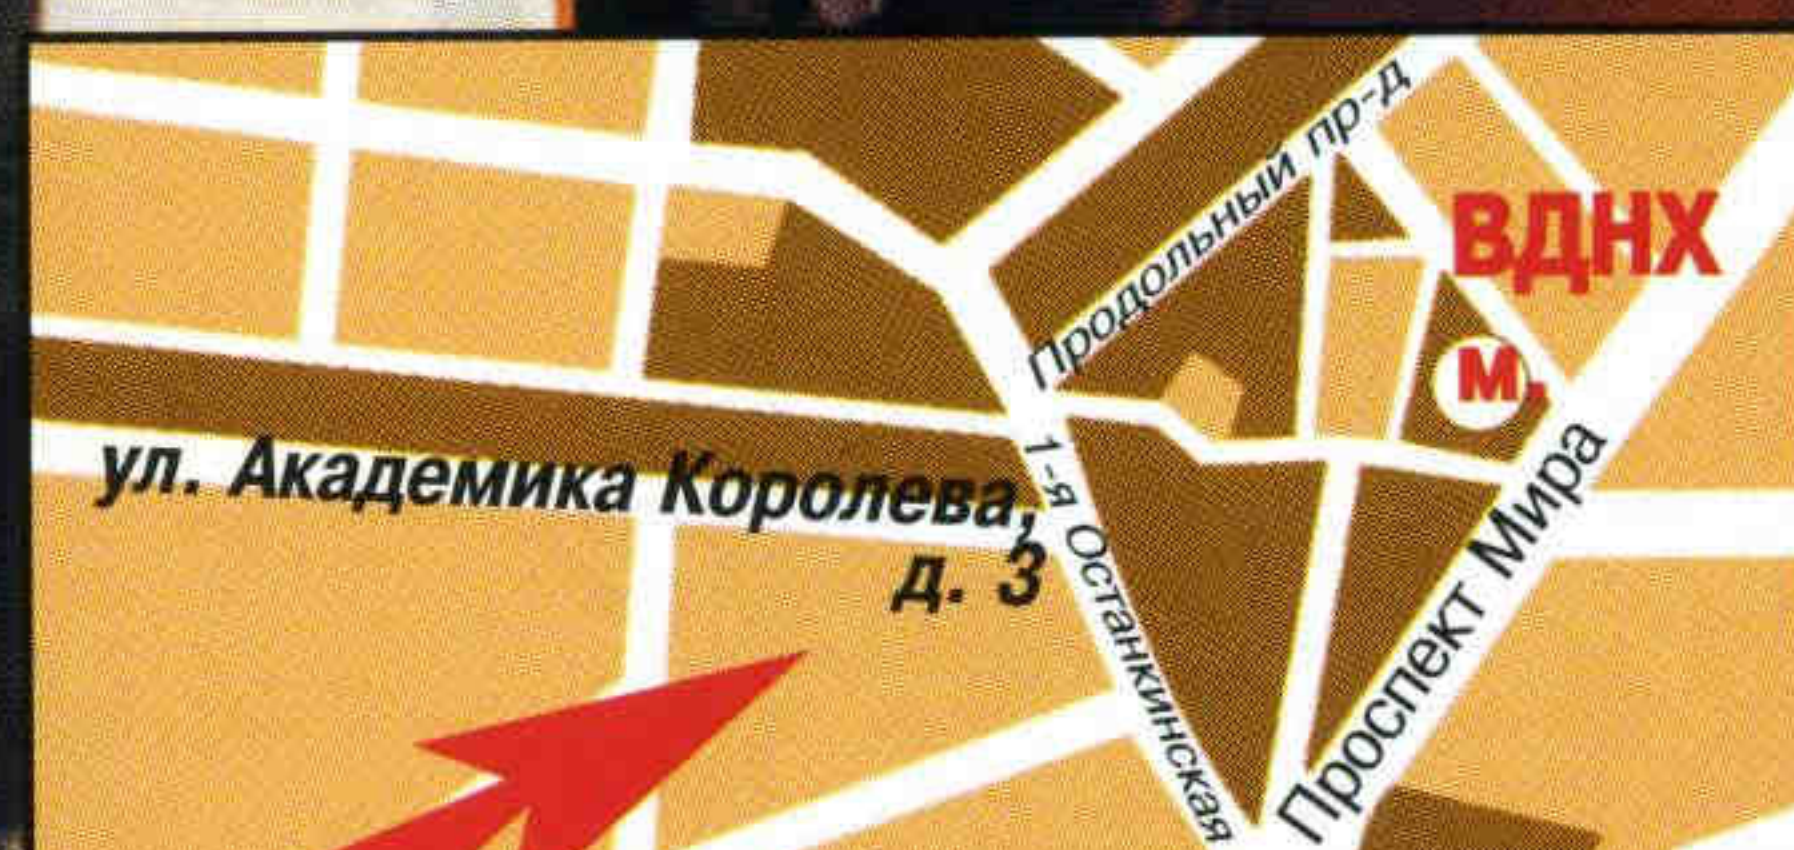 Продольный пр-д
ВДНХ
м.
ул. Академика Королева,
д. 3
1-я Останкинская
Проспект Мира